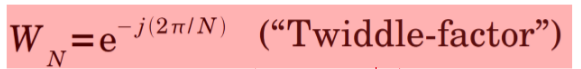 W_N = e^{-j(2π/N)} (“Twiddle-factor”)